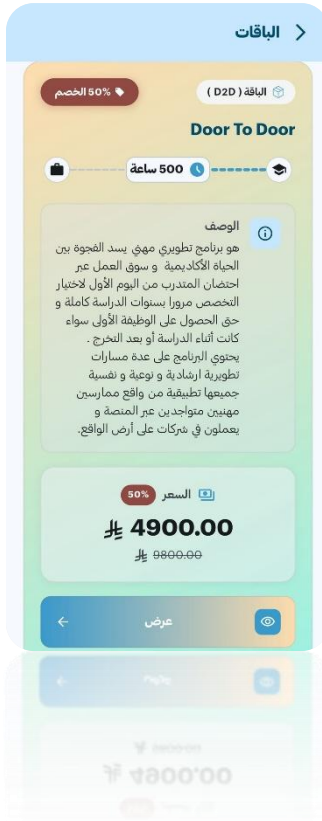 الباقات
الباقة ( D2D )
50% الخصم
Door To Door
500 ساعة
الوصف
هو برنامج تطويري مهني يسد الفجوة بين
الحياة الأكاديمية و سوق العمل عبر
احتضان المتدرب من اليوم الأول لاختيار
التخصص مرورا بسنوات الدراسة كاملة و
حتى الحصول على الوظيفة الأولى سواء
كانت أثناء الدراسة أو بعد التخرج .
يحتوي البرنامج على عدة مسارات
تطويرية ارشادية و نوعية و نفسية
جميعها تطبيقية من واقع ممارسين
مهنيين متواجدين عبر المنصة و
يعملون في شركات على أرض الواقع.
السعر 50%
4900.00
9800.00
عرض